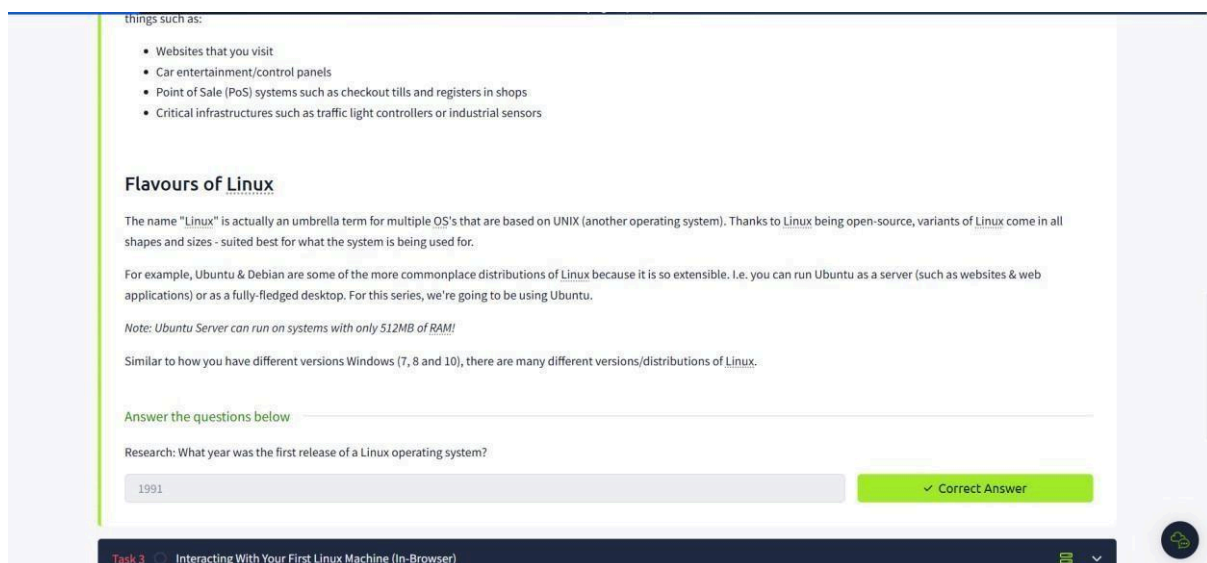 things such as:
Websites that you visit
Car entertainment/control panels
Point of Sale (PoS) systems such as checkout tills and registers in shops
Critical infrastructures such as traffic light controllers or industrial sensors
Flavours of Linux
The name "Linux" is actually an umbrella term for multiple OS's that are based on UNIX (another operating system). Thanks to Linux being open-source, variants of Linux come in all
shapes and sizes - suited best for what the system is being used for.
For example, Ubuntu & Debian are some of the more commonplace distributions of Linux because it is so extensible. I.e. you can run Ubuntu as a server (such as websites & web
applications) or as a fully-fledged desktop. For this series, we're going to be using Ubuntu.
Note: Ubuntu Server can run on systems with only 512MB of RAM!
Similar to how you have different versions Windows (7, 8 and 10), there are many different versions/distributions of Linux.
Answer the questions below
Research: What year was the first release of a Linux operating system?
1991
Correct Answer
Task 3 Interacting With Your First Linux Machine (In-Browser)